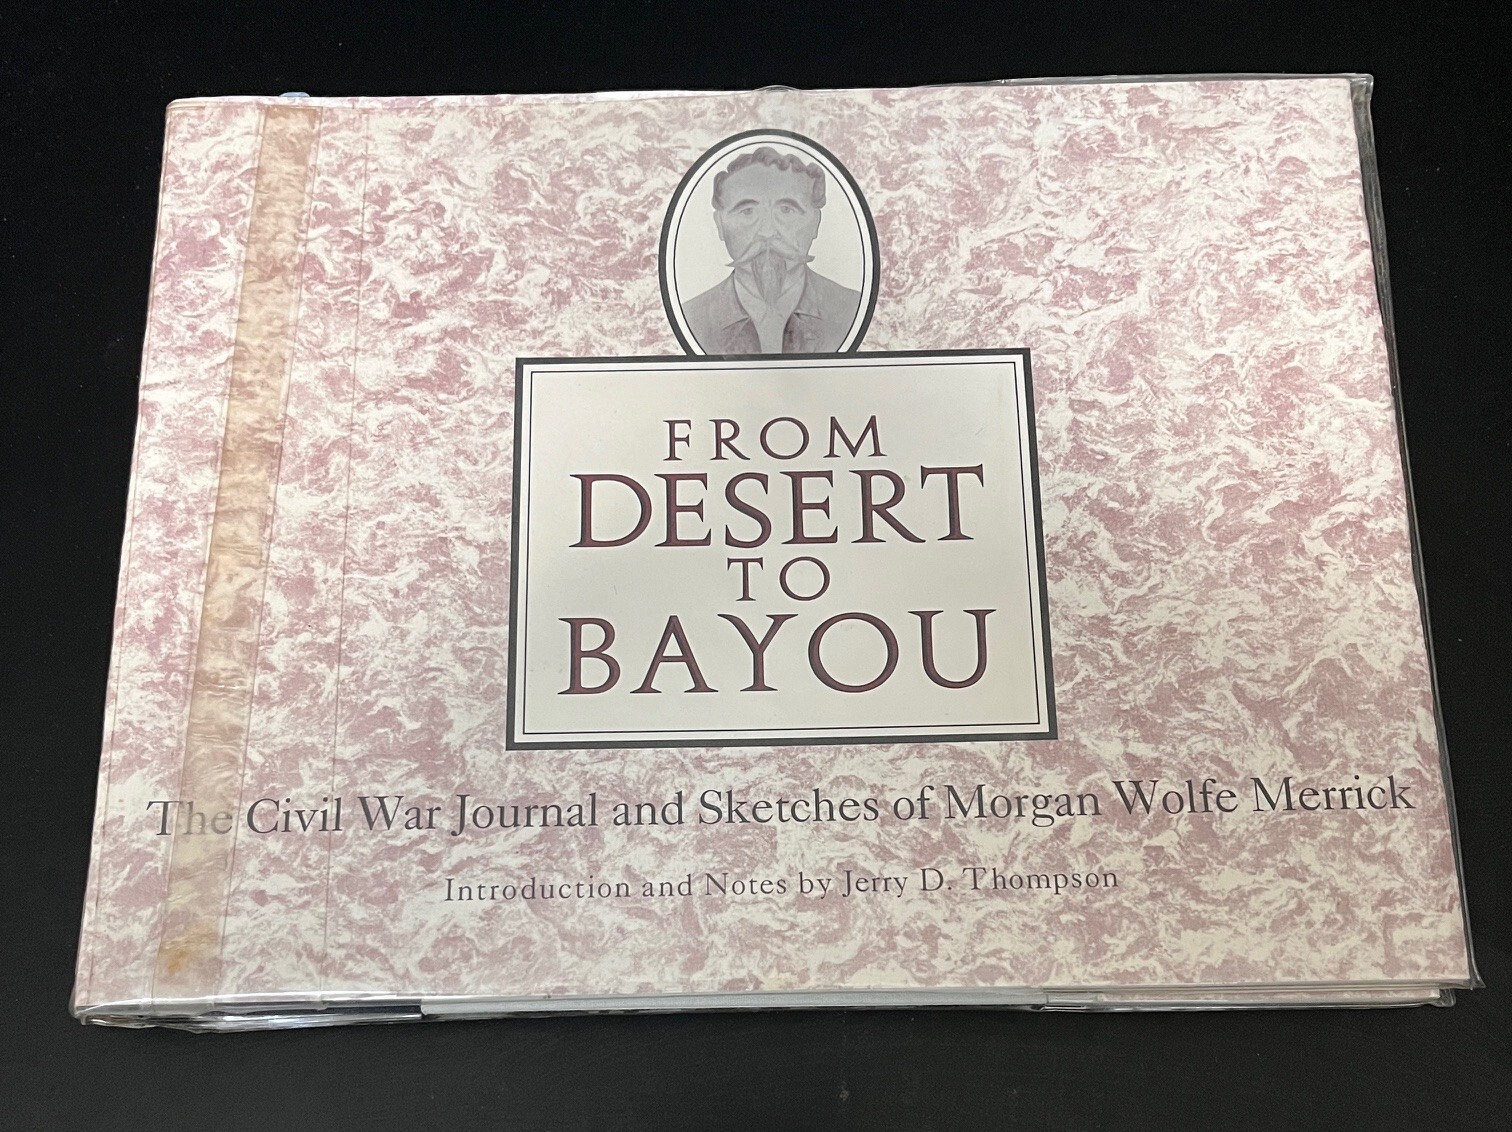 FROM
DESERT
TO
BAYOU
The Civil War Journal and Sketches of Morgan Wolfe Merrick
Introduction and Notes by Jerry D. Thompson